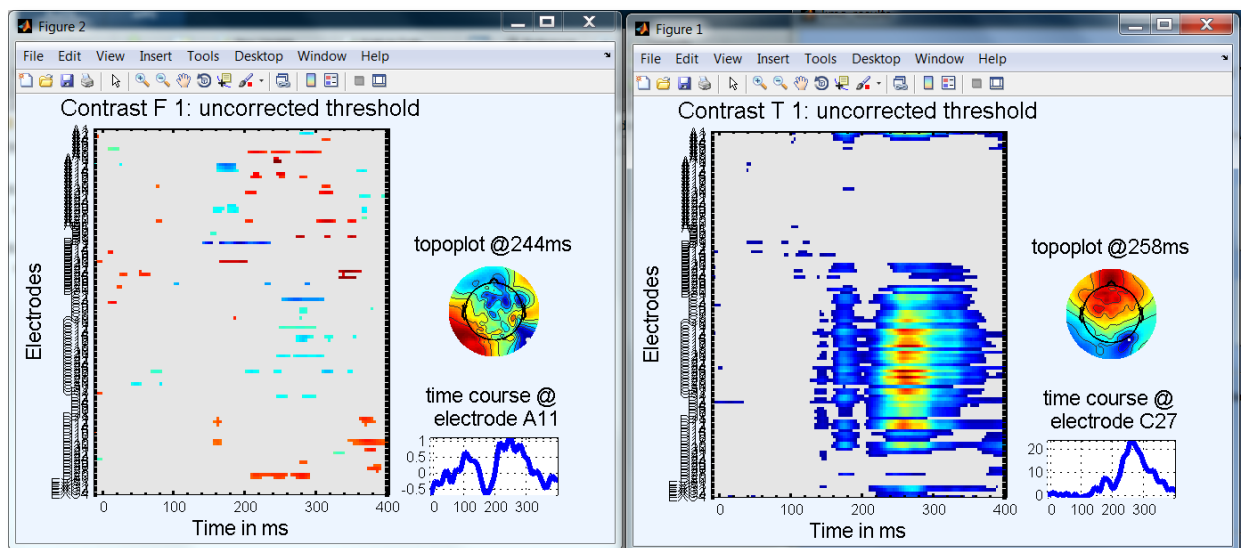 Figure 2
File Edit View Insert Tools Desktop Window Help
Contrast F 1: uncorrected threshold
Electrodes
0 100 200 300 400
Time in ms
topoplot @244ms
time course @
electrode A11
1
0.5
0
-0.5
0 100 200 300
Figure 1
File Edit View Insert Tools Desktop Window Help
Contrast T 1: uncorrected threshold
Electrodes
0 100 200 300 400
Time in ms
topoplot @258ms
time course @
electrode C27
20
10
0
0 100 200 300 400